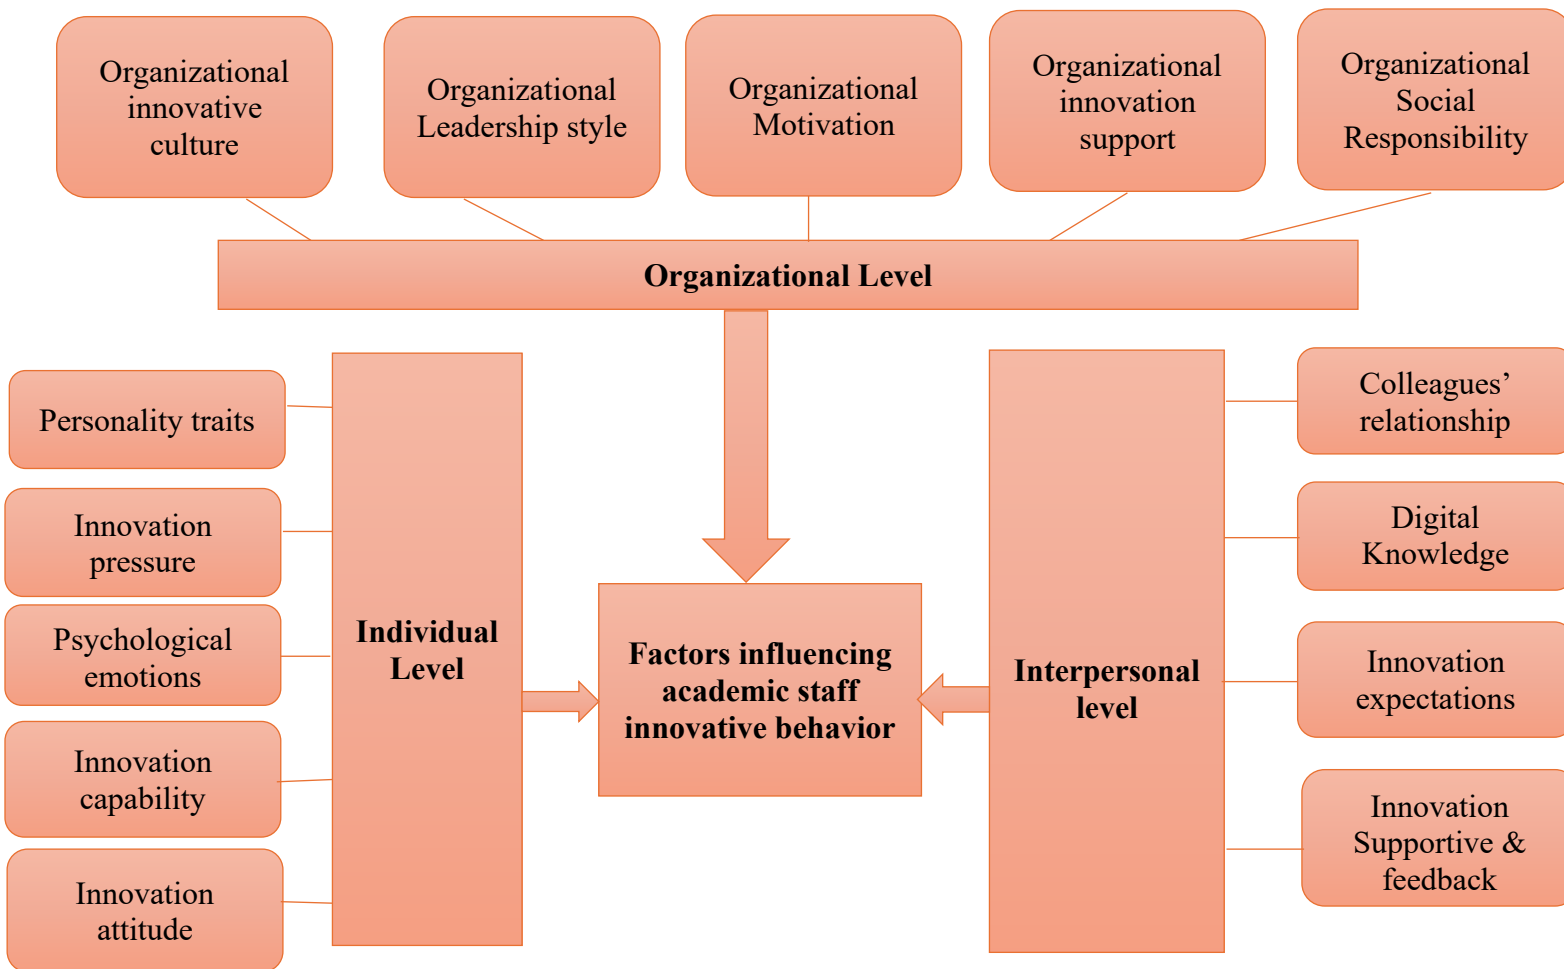 Organizational
innovative
culture
Organizational
Leadership style
Organizational
Motivation
Organizational
innovation
support
Organizational
Social
Responsibility
Organizational Level
Personality traits
Innovation
pressure
Psychological
emotions
Innovation
capability
Innovation
attitude
Individual
Level
Factors influencing
academic staff
innovative behavior
Interpersonal
level
Colleagues’
relationship
Digital
Knowledge
Innovation
expectations
Innovation
Supportive &
feedback